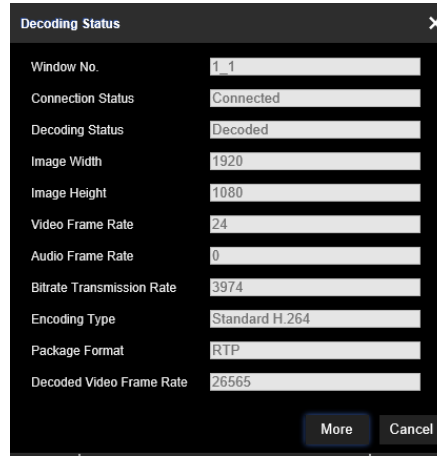 Decoding Status
Window No. 1_1
Connection Status Connected
Decoding Status Decoded
Image Width 1920
Image Height 1080
Video Frame Rate 24
Audio Frame Rate 0
Bitrate Transmission Rate 3974
Encoding Type Standard H.264
Package Format RTP
Decoded Video Frame Rate 26565
More Cancel